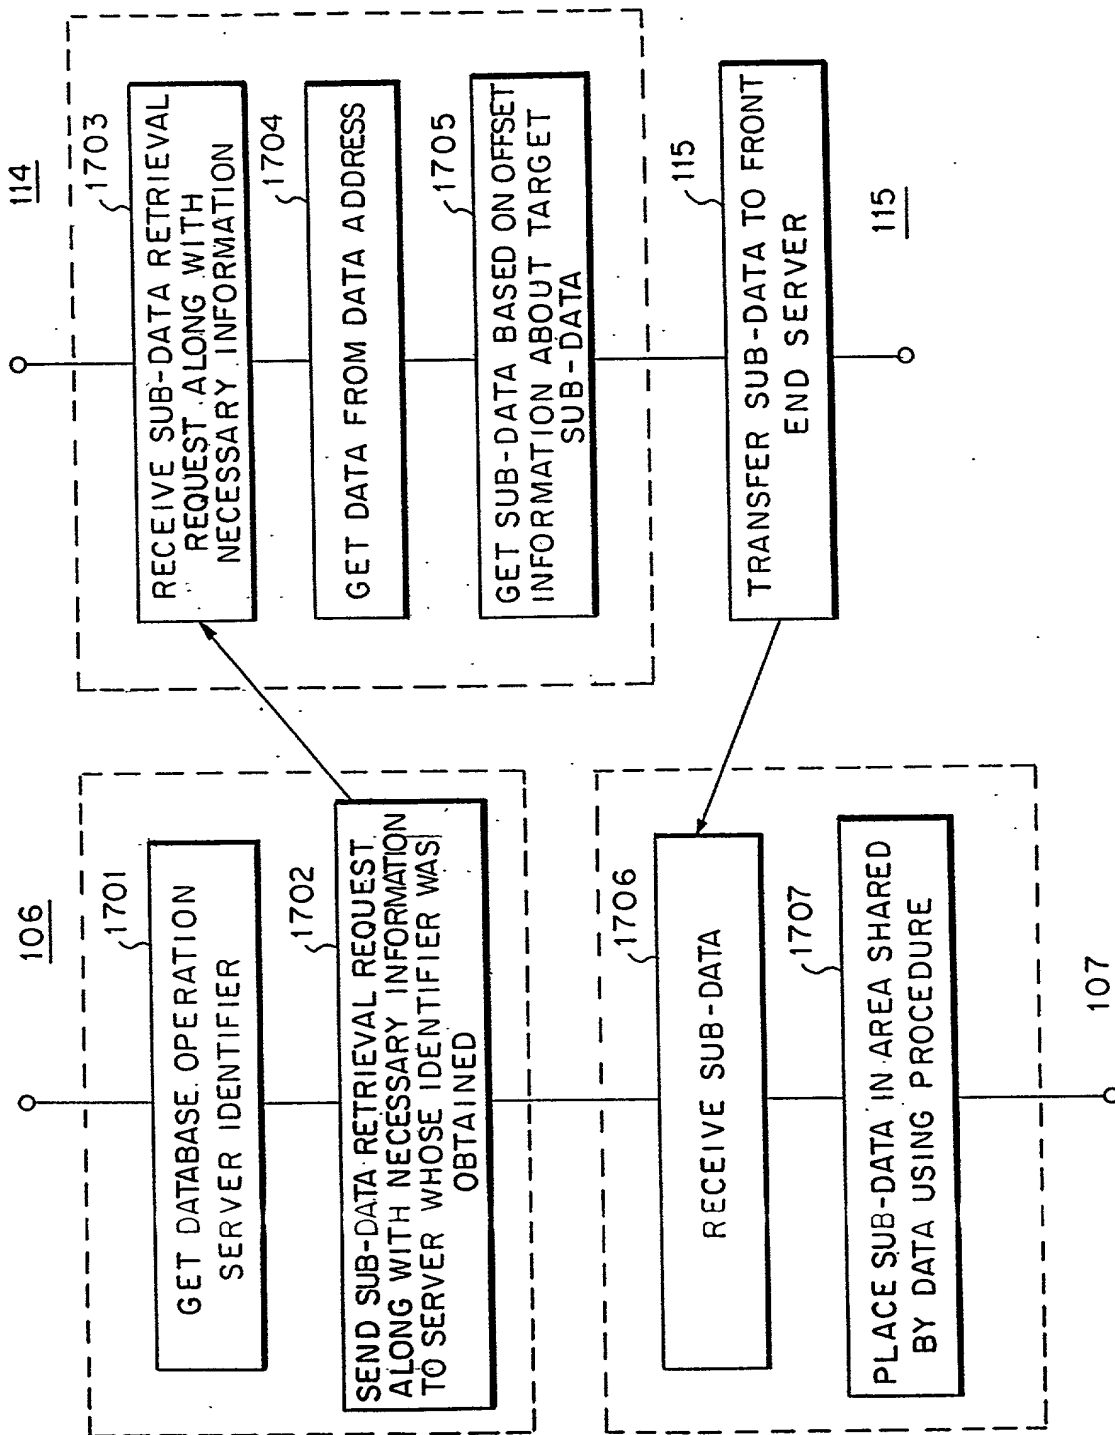 106
1701
GET DATABASE OPERATION
SERVER IDENTIFIER
1702
SEND SUB-DATA RETRIEVAL REQUEST
ALONG WITH NECESSARY INFORMATION
TO SERVER WHOSE IDENTIFIER WAS
OBTAINED
1706
RECEIVE SUB-DATA
1707
PLACE SUB-DATA IN AREA SHARED
BY DATA USING PROCEDURE
107
114
1703
RECEIVE SUB-DATA RETRIEVAL
REQUEST ALONG WITH
NECESSARY INFORMATION
1704
GET DATA FROM DATA ADDRESS
1705
GET SUB-DATA BASED ON OFFSET
INFORMATION ABOUT TARGET
SUB-DATA
115
TRANSFER SUB-DATA TO FRONT
END SERVER
115